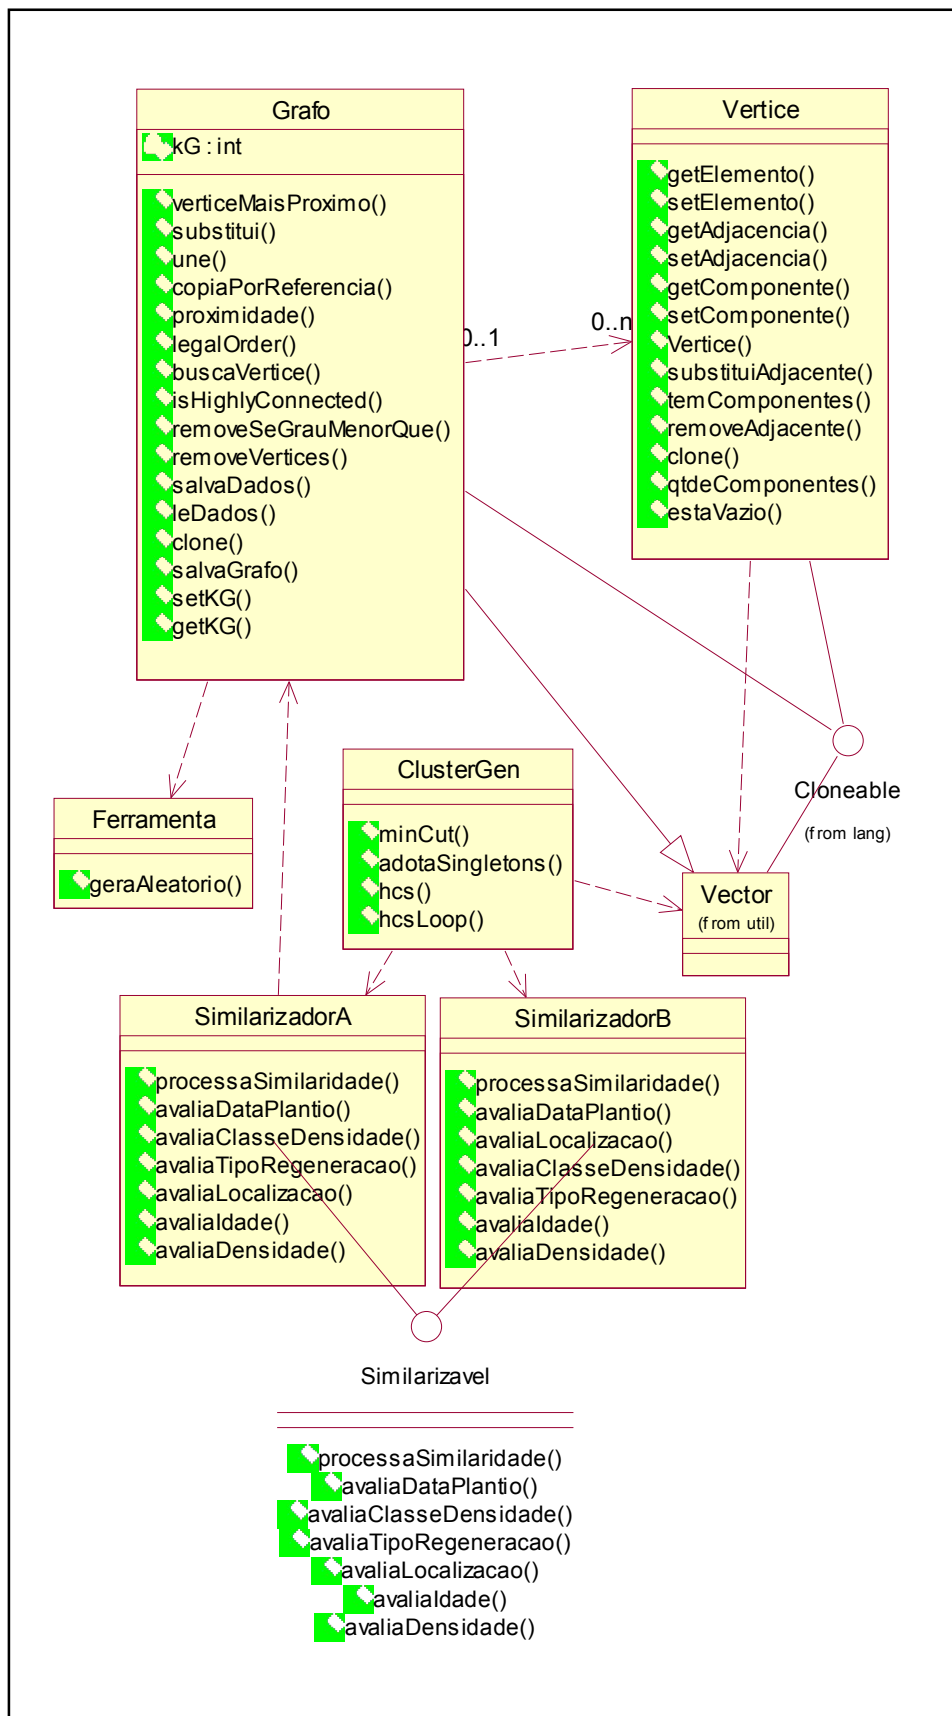 Grafo
kG : int
verticeMaisProximo()
substitui()
une()
copiaPorReferencia()
proximidade()
legalOrder()
buscaVertice()
isHighlyConnected()
removeSeGrauMenorQue()
removeVertices()
salvaDados()
leDados()
clone()
salvaGrafo()
setKG()
getKG()
0..1
0..n
Vertice
getElemento()
setElemento()
getAdjacencia()
setAdjacencia()
getComponente()
setComponente()
Vertice()
substituiAdjacente()
temComponentes()
removeAdjacente()
clone()
qtdeComponentes()
estaVazio()
Cloneable
(from lang)
Ferramenta
geraAleatorio()
ClusterGen
minCut()
adotaSingletons()
hcs()
hcsLoop()
Vector
(from util)
SimilarizadorA
processaSimilaridade()
avaliaDataPlantio()
avaliaClasseDensidade()
avaliaTipoRegeneracao()
avaliaLocalizacao()
avaliaIdade()
avaliaDensidade()
SimilarizadorB
processaSimilaridade()
avaliaDataPlantio()
avaliaLocalizacao()
avaliaClasseDensidade()
avaliaTipoRegeneracao()
avaliaIdade()
avaliaDensidade()
Similarizavel
processaSimilaridade()
avaliaDataPlantio()
avaliaClasseDensidade()
avaliaTipoRegeneracao()
avaliaLocalizacao()
avaliaIdade()
avaliaDensidade()